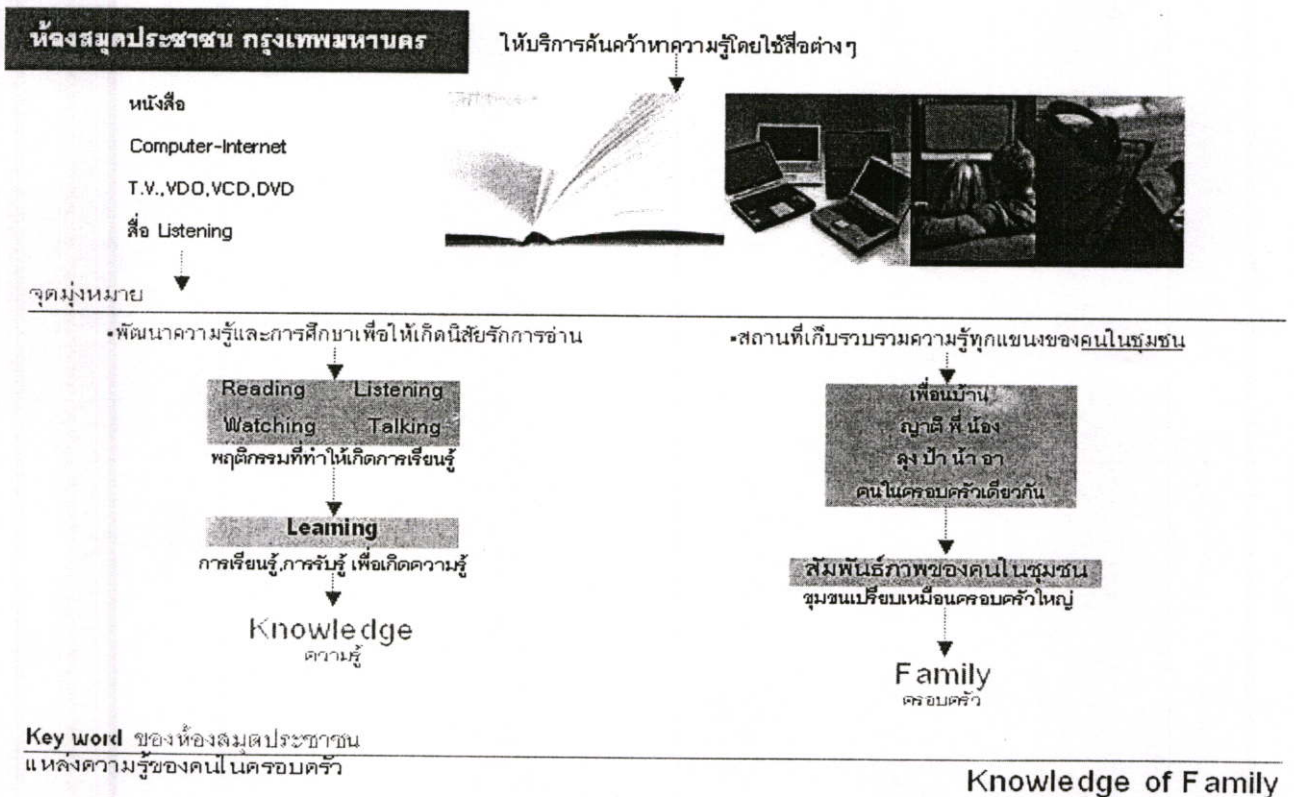 ห้องสมุดประชาชน กรุงเทพมหานคร
ให้บริการค้นคว้าหาความรู้โดยใช้สื่อต่างๆ
หนังสือ
Computer-Internet
T.V.,VDO,VCD,DVD
สื่อ Listening
จุดมุ่งหมาย
•พัฒนาความรู้และการศึกษาเพื่อให้เกิดนิสัยรักการอ่าน
Reading Listening
Watching Talking
พฤติกรรมที่ทำให้เกิดการเรียนรู้
Learning
การเรียนรู้,การรับรู้ เพื่อเกิดความรู้
Knowledge
ความรู้
•สถานที่เก็บรวบรวมความรู้ทุกแขนงของคนในชุมชน
เพื่อนบ้าน
ญาติ พี่ น้อง
ลุง ป้า น้า อา
คนในครอบครัวเดียวกัน
สัมพันธ์ภาพของคนในชุมชน
ชุมชนเปรียบเหมือนครอบครัวใหญ่
Family
ครอบครัว
Key word ของห้องสมุดประชาชน
แหล่งความรู้ของคนในครอบครัว
Knowledge of Family